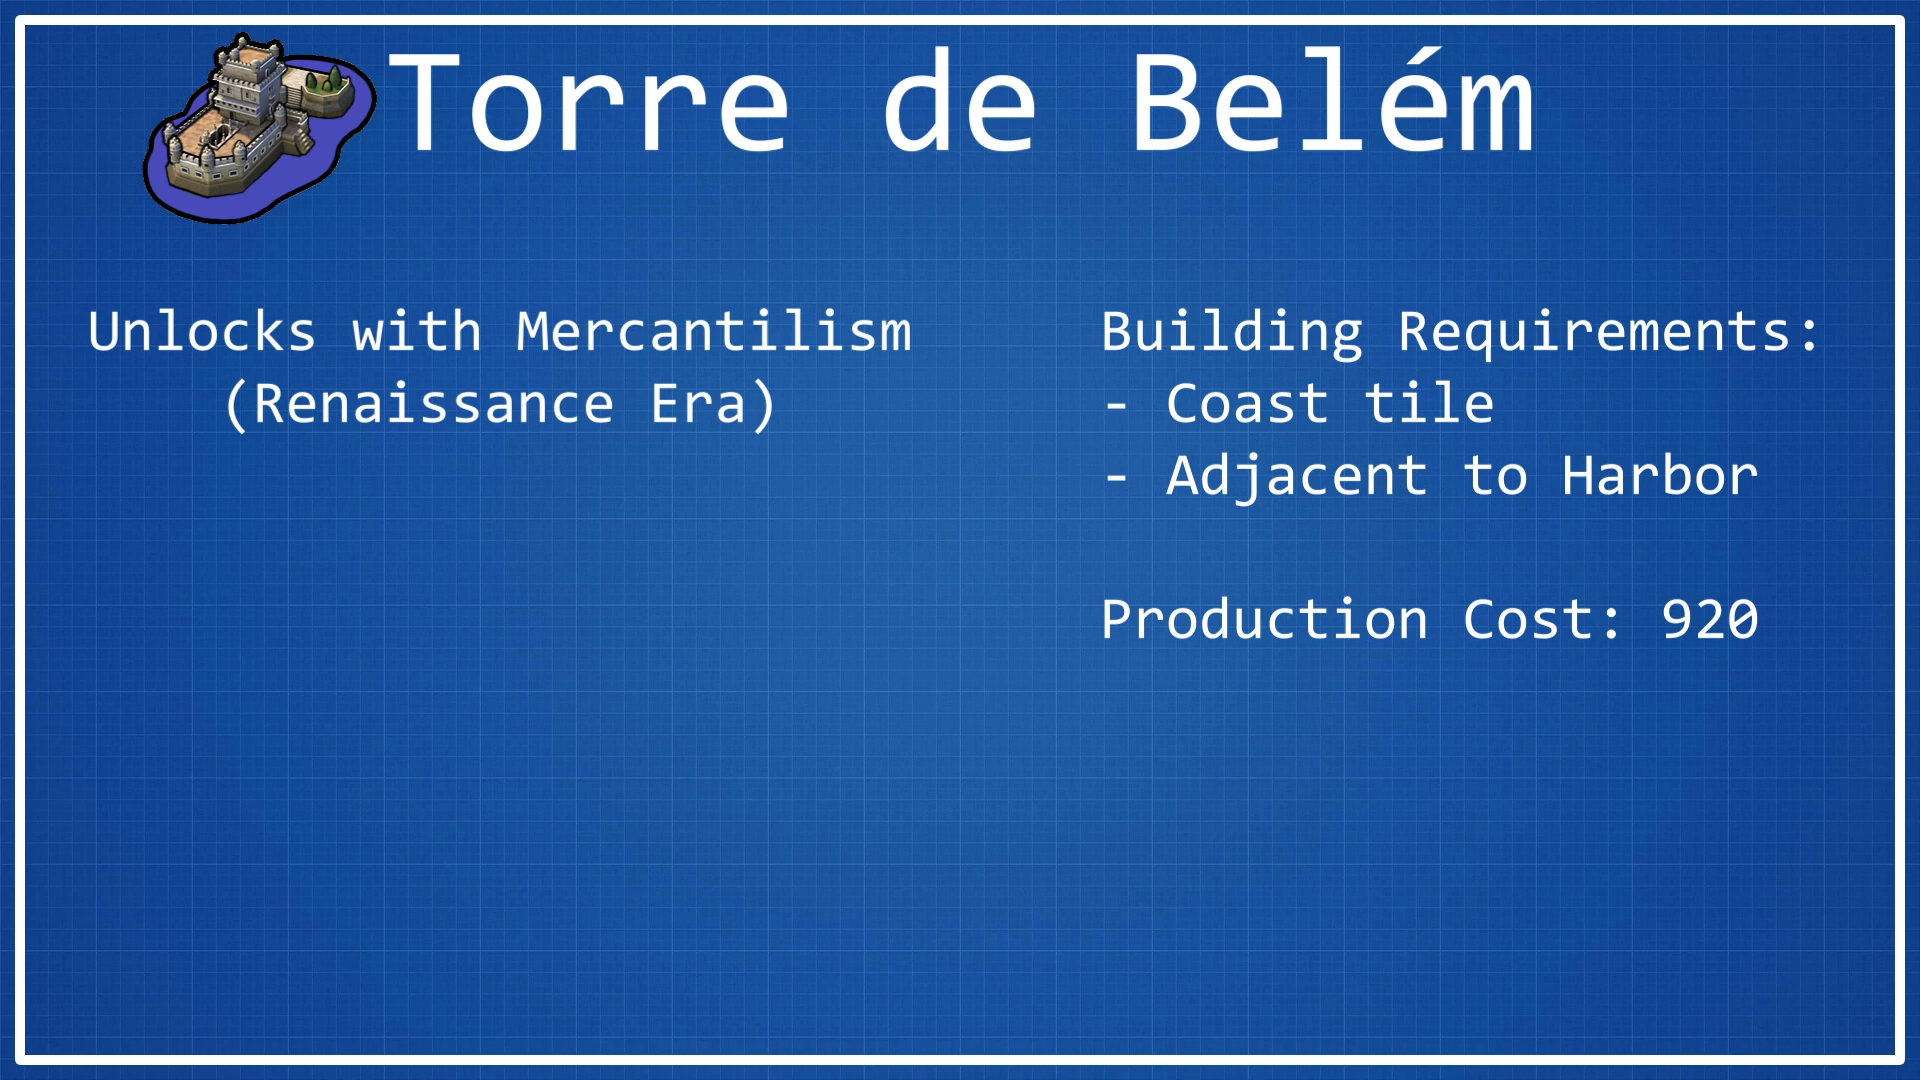 Torre de Belém
Unlocks with Mercantilism
(Renaissance Era)
Building Requirements:
- Coast tile
- Adjacent to Harbor
Production Cost: 920